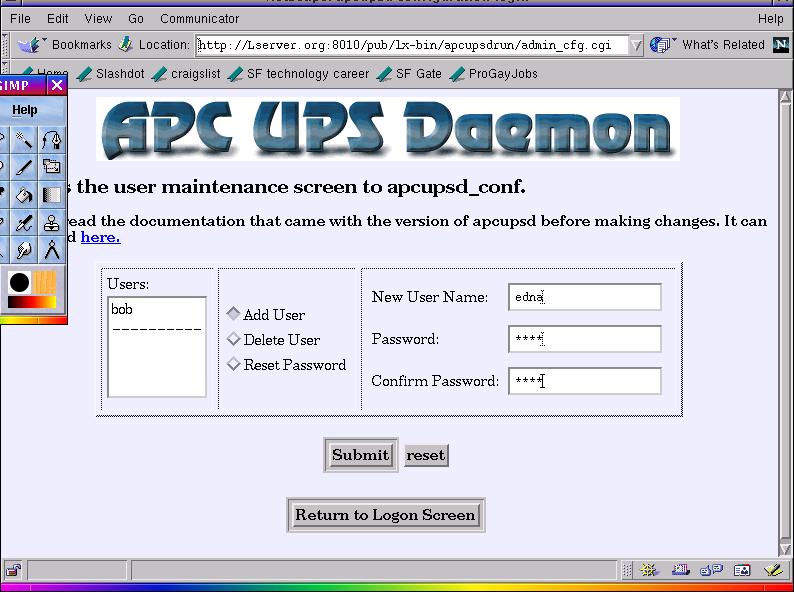 File Edit View Go Communicator Help
Bookmarks Location: http://Lserver.org:8010/pub/lx-bin/apcupsdrun/admin_cfg.cgi What's Related N
Home Slashdot craigslist SF technology career SF Gate ProGayJobs
GIMP
Help
APC UPS Daemon
s the user maintenance screen to apcupsd_conf.
read the documentation that came with the version of apcupsd before making changes. It can
d here.
Users:
bob
----------
Add User
Delete User
Reset Password
New User Name: edna
Password: ****
Confirm Password: ****
Submit reset
Return to Logon Screen